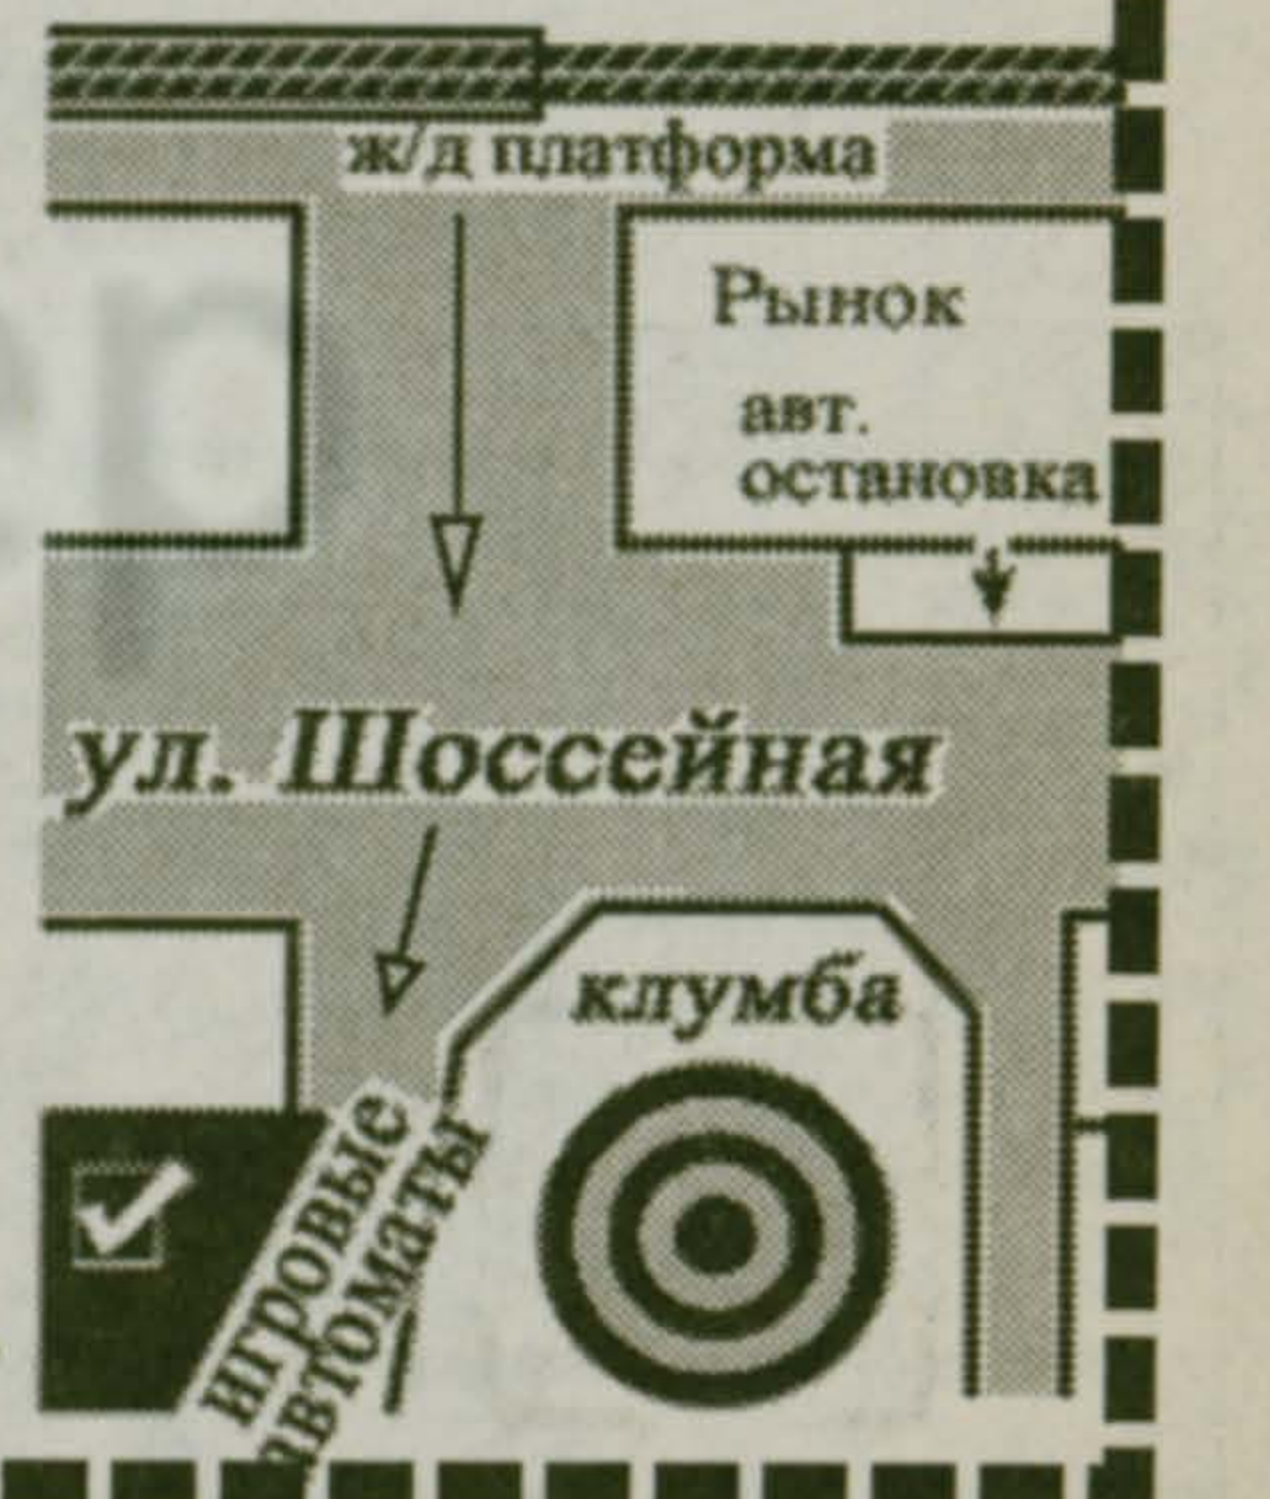 ж/д платформа
Рынок
авт.
остановка
ул. Шоссейная
клумба
игровые
автоматы